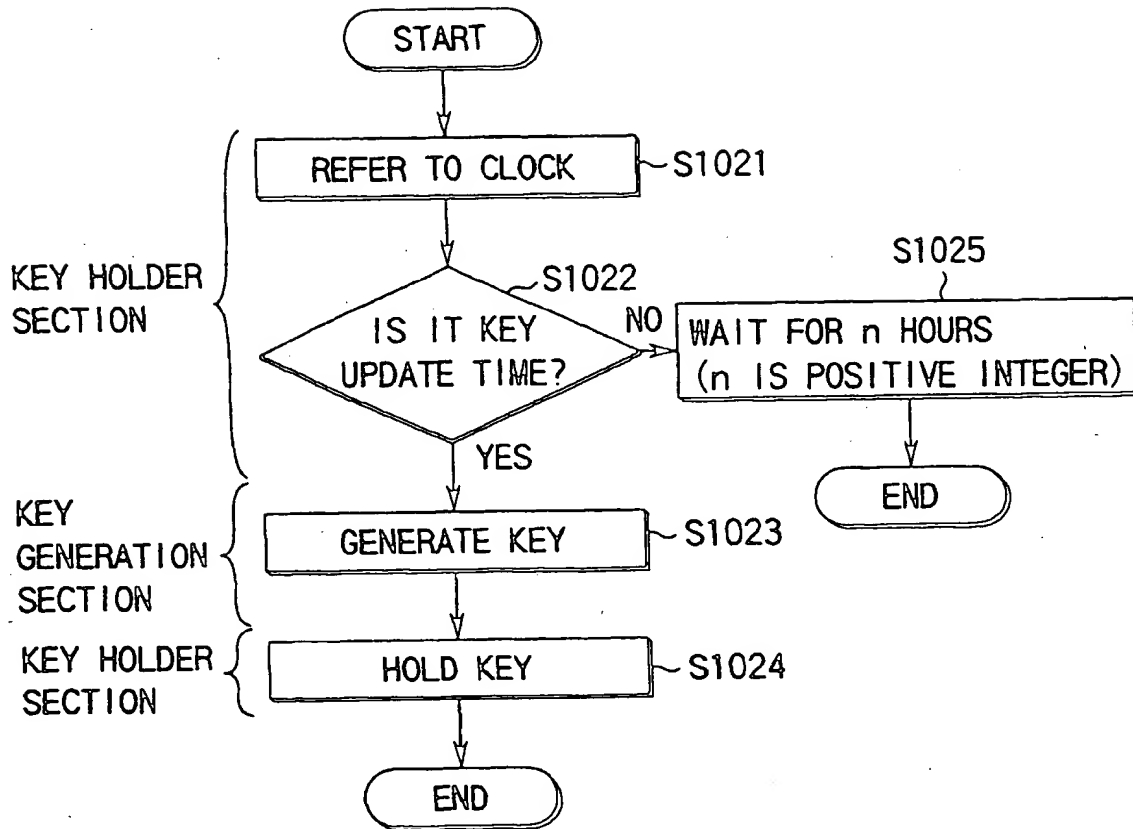 START
REFER TO CLOCK
S1021
KEY HOLDER
SECTION
S1022
IS IT KEY
UPDATE TIME?
NO
S1025
WAIT FOR n HOURS
(n IS POSITIVE INTEGER)
END
YES
KEY
GENERATION
SECTION
GENERATE KEY
S1023
KEY HOLDER
SECTION
HOLD KEY
S1024
END